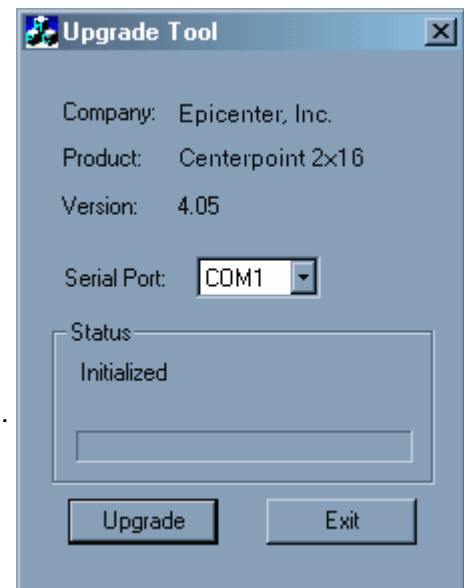 Upgrade Tool
Company: Epicenter, Inc.
Product: Centerpoint 2x16
Version: 4.05
Serial Port: COM1
Status
Initialized
.
Upgrade Exit